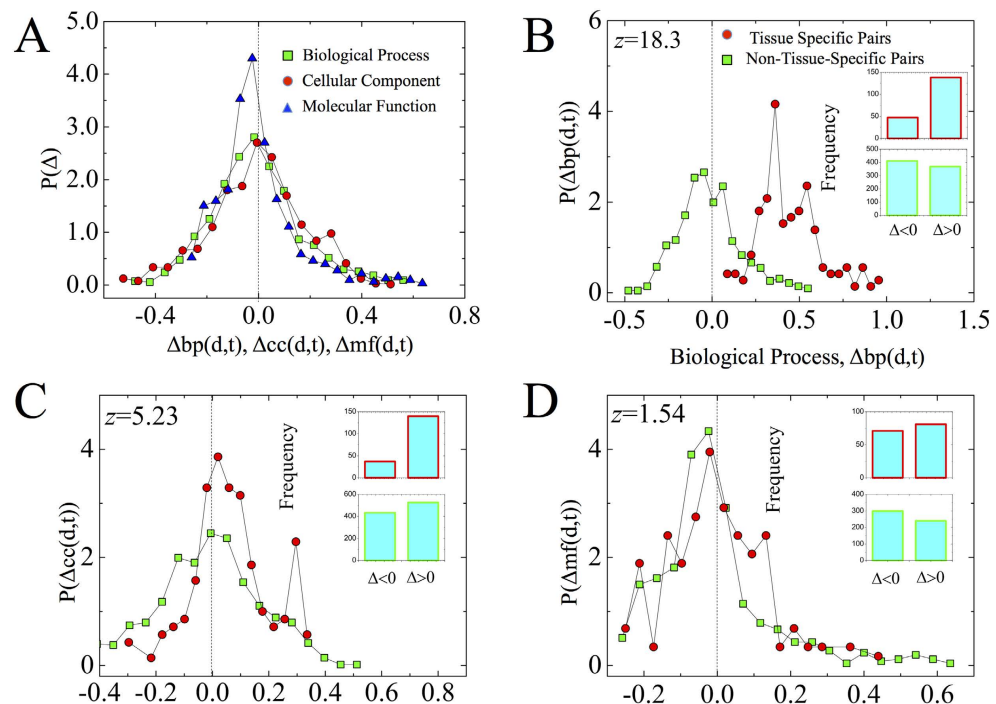 A
Biological Process
Cellular Component
Molecular Function
P(Δ)
5.0
4.0
3.0
2.0
1.0
0.0
-0.4
0.0
0.4
0.8
Δbp(d,t), Δcc(d,t), Δmf(d,t)
B
z=18.3
Tissue Specific Pairs
Non-Tissue-Specific Pairs
P(Δbp(d,t))
6
4
2
0
-0.5
0.0
0.5
1.0
1.5
Biological Process, Δbp(d,t)
Frequency
150
100
50
0
500
400
300
200
100
0
Δ<0
Δ>0
C
z=5.23
P(Δcc(d,t))
4
2
0
-0.4
-0.2
0.0
0.2
0.4
0.6
0.8
Frequency
150
100
50
0
600
400
200
0
Δ<0
Δ>0
D
z=1.54
P(Δmf(d,t))
4
2
0
-0.2
0.0
0.2
0.4
0.6
Frequency
100
50
0
400
300
200
100
0
Δ<0
Δ>0